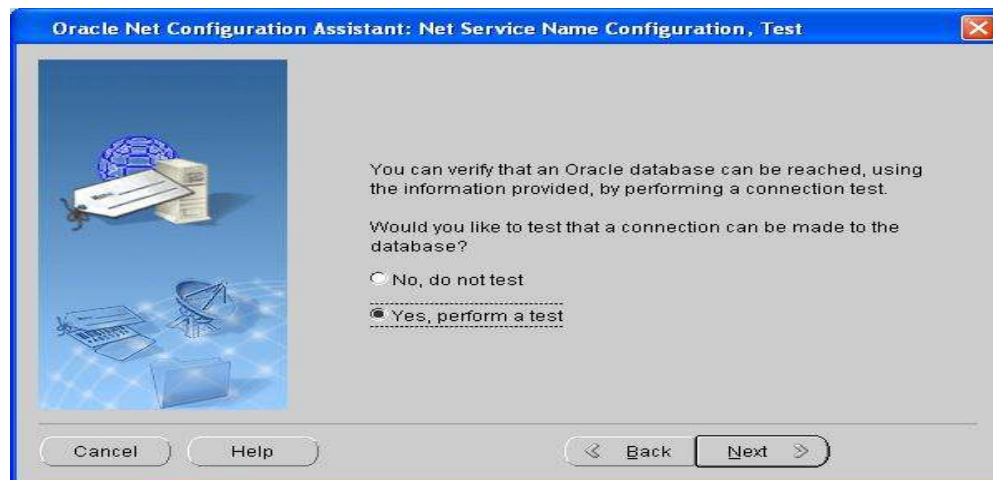 Oracle Net Configuration Assistant: Net Service Name Configuration, Test
You can verify that an Oracle database can be reached, using
the information provided, by performing a connection test.
Would you like to test that a connection can be made to the
database?
No, do not test
Yes, perform a test
Cancel
Help
Back
Next